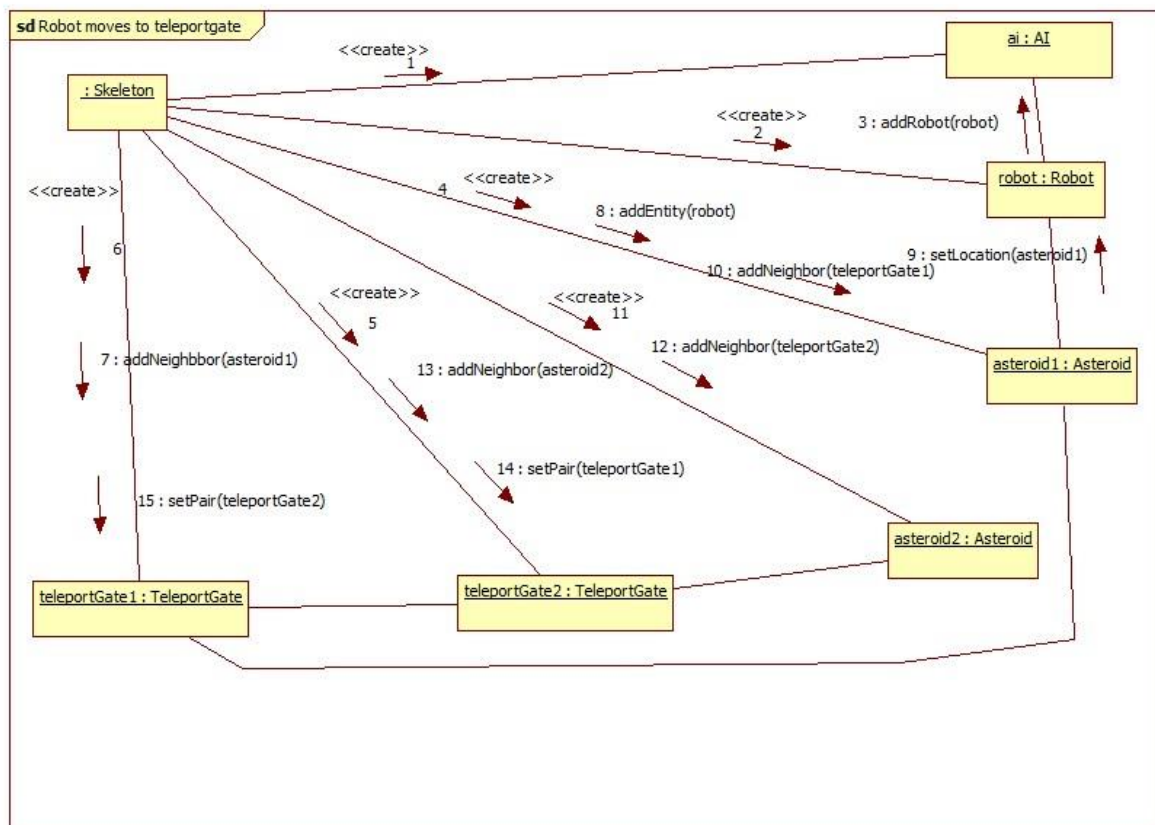 sd Robot moves to teleportgate
ai : AI
<<create>>
1
: Skeleton
<<create>>
2
3 : addRobot(robot)
robot : Robot
<<create>>
<<create>>
4
8 : addEntity(robot)
6
9 : setLocation(asteroid1)
10 : addNeighbor(teleportGate1)
<<create>>
5
<<create>>
11
7 : addNeighbbor(asteroid1)
12 : addNeighbor(teleportGate2)
13 : addNeighbor(asteroid2)
asteroid1 : Asteroid
14 : setPair(teleportGate1)
15 : setPair(teleportGate2)
asteroid2 : Asteroid
teleportGate1 : TeleportGate
teleportGate2 : TeleportGate